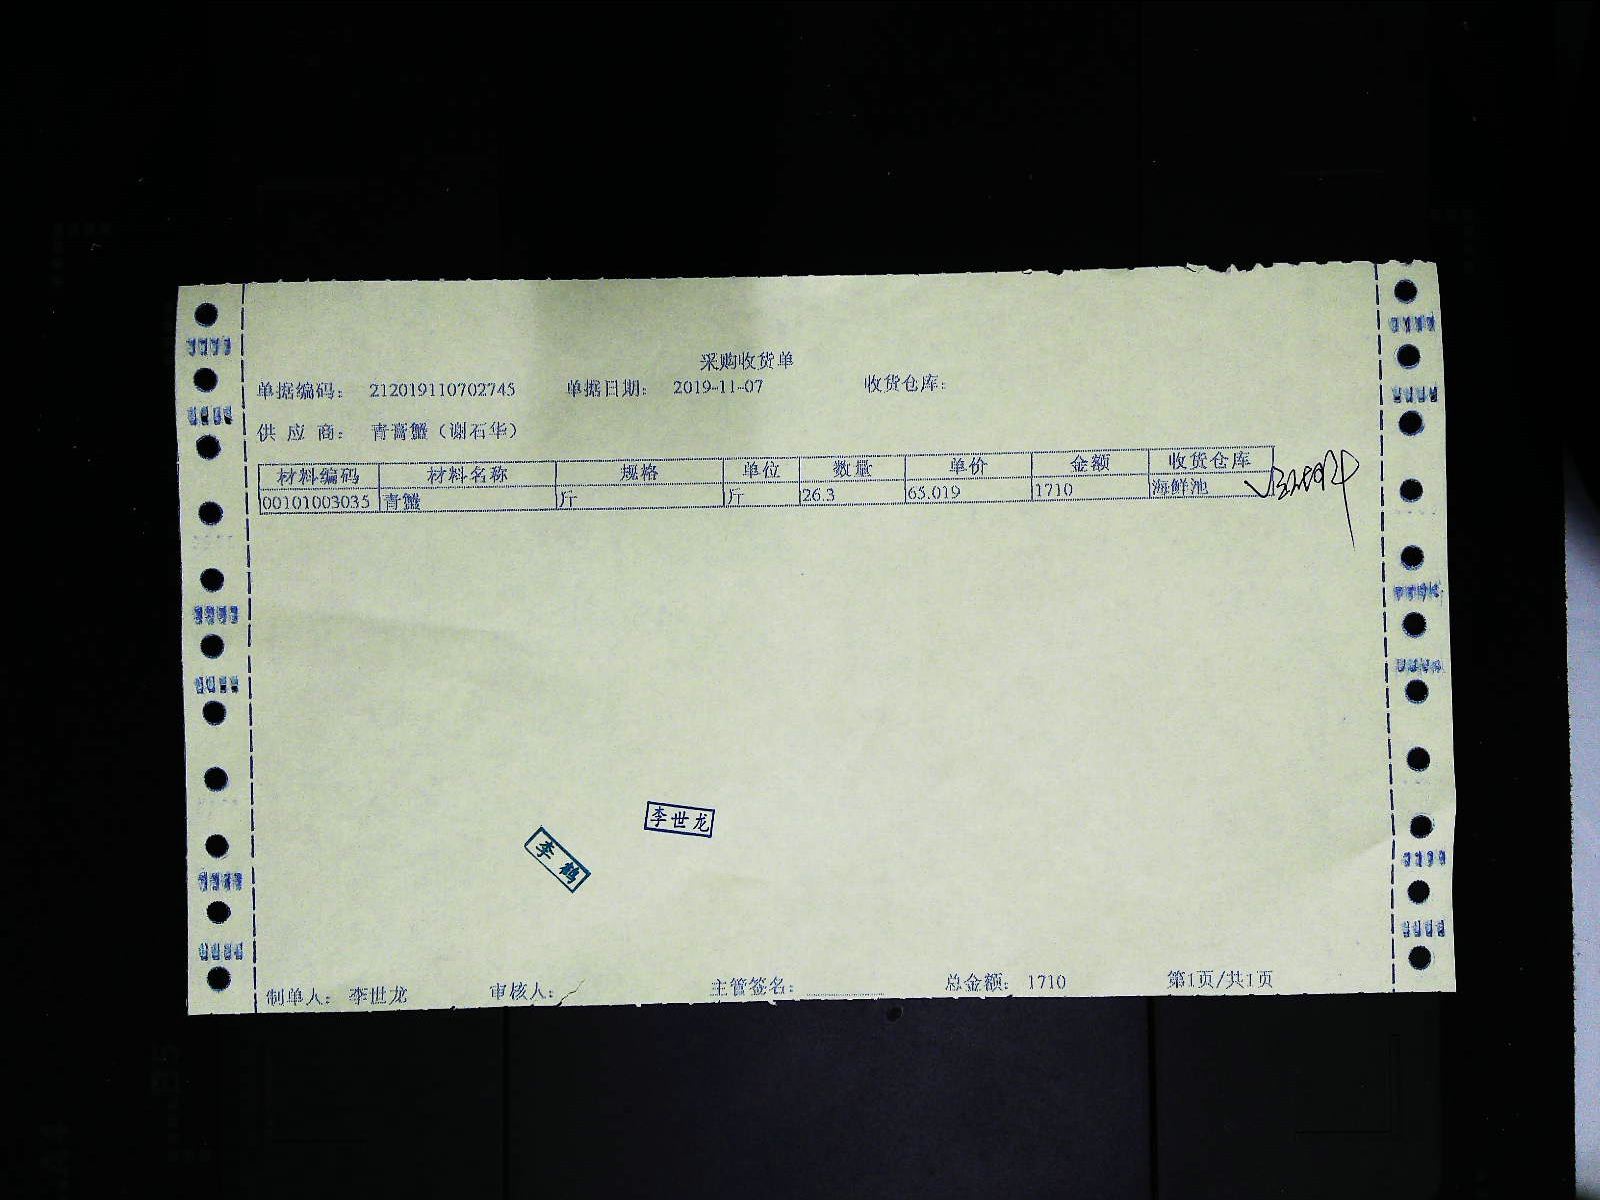 采购收货单
单据编码： 212019110702745 单据日期： 2019-11-07 收货仓库：
供 应 商： 青膏蟹（谢石华）
材料编码 材料名称 规格 单位 数量 单价 金额 收货仓库
00101003035 青蟹 斤 斤 26.3 65.019 1710 海鲜池
李世龙
李鹤
制单人： 李世龙 审核人： 主管签名： 总金额： 1710 第1页/共1页